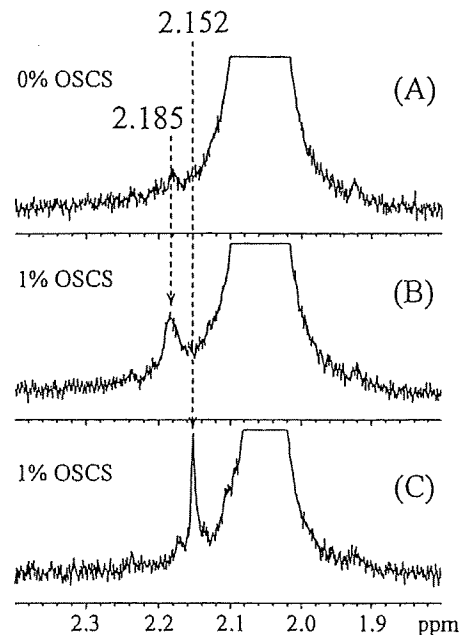 2.152
0% OSCS
(A)
2.185
1% OSCS
(B)
1% OSCS
(C)
2.3 2.2 2.1 2.0 1.9 ppm